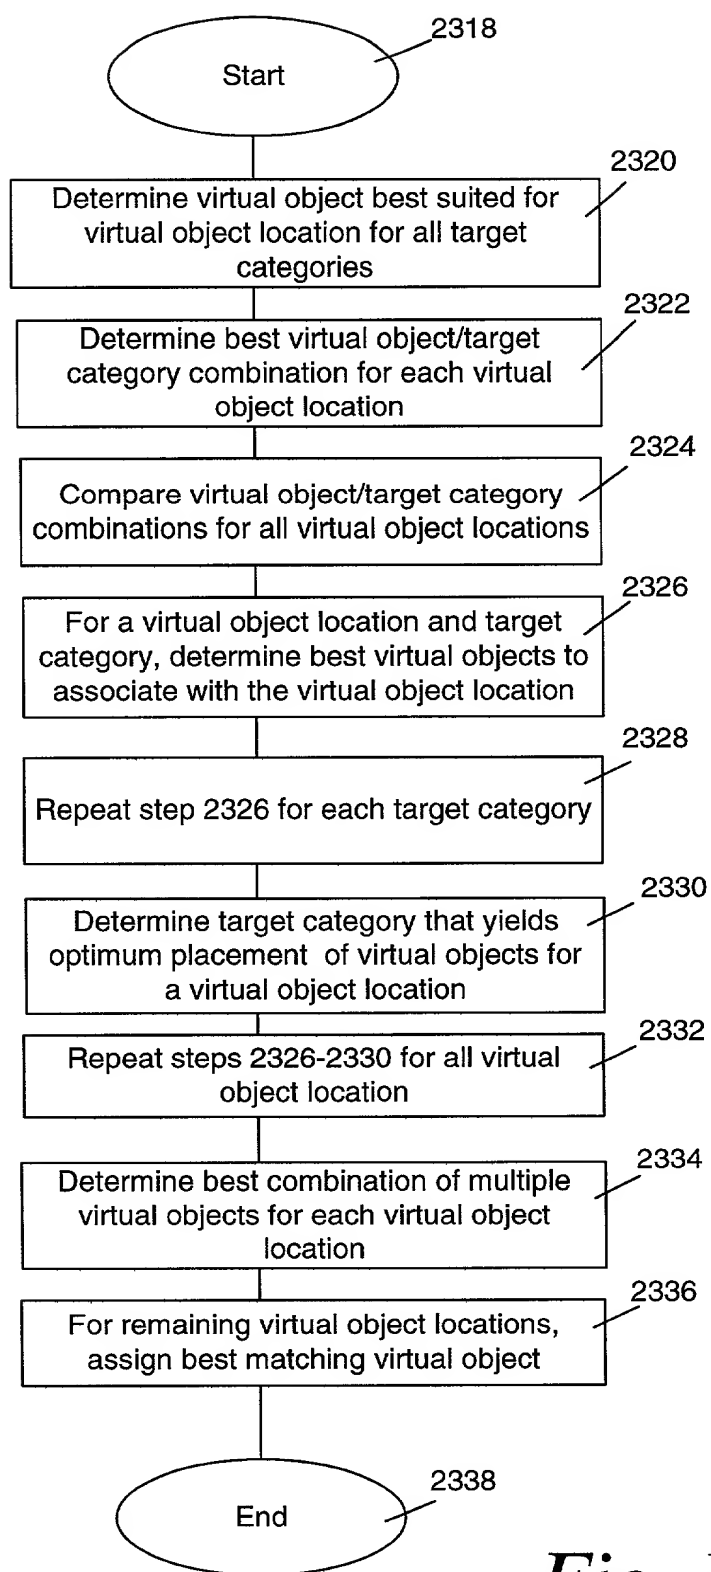 2318
Start
2320
Determine virtual object best suited for
virtual object location for all target
categories
2322
Determine best virtual object/target
category combination for each virtual
object location
2324
Compare virtual object/target category
combinations for all virtual object locations
2326
For a virtual object location and target
category, determine best virtual objects to
associate with the virtual object location
2328
Repeat step 2326 for each target category
2330
Determine target category that yields
optimum placement of virtual objects for
a virtual object location
2332
Repeat steps 2326-2330 for all virtual
object location
2334
Determine best combination of multiple
virtual objects for each virtual object
location
2336
For remaining virtual object locations,
assign best matching virtual object
2338
End